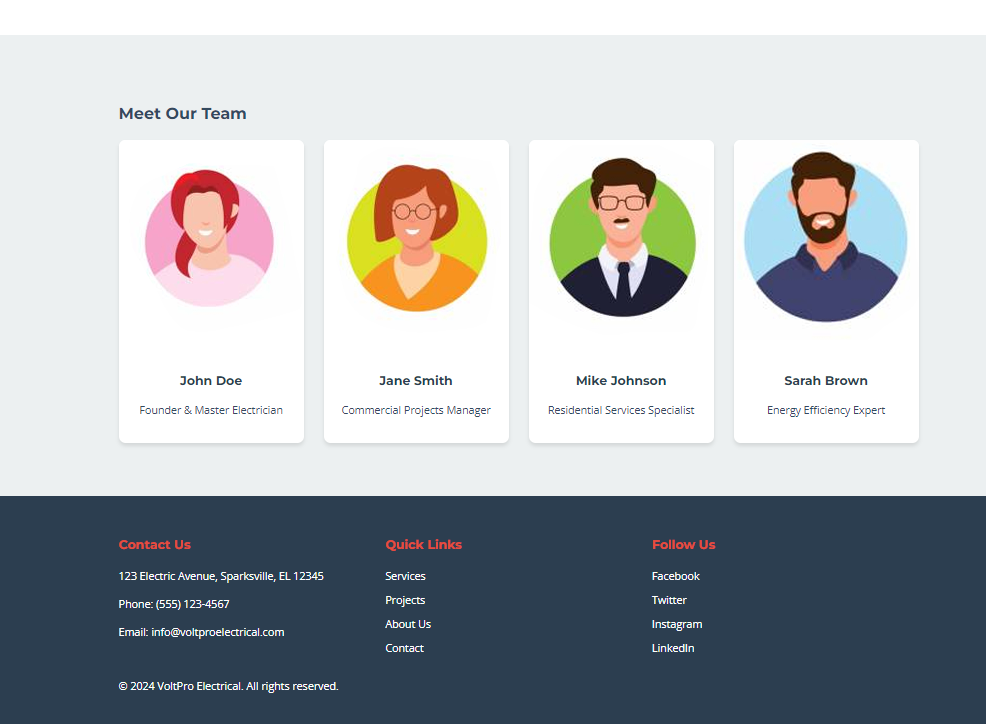 Meet Our Team
John Doe
Founder & Master Electrician
Jane Smith
Commercial Projects Manager
Mike Johnson
Residential Services Specialist
Sarah Brown
Energy Efficiency Expert
Contact Us
123 Electric Avenue, Sparksville, EL 12345
Phone: (555) 123-4567
Email: info@voltproelectrical.com
Quick Links
Services
Projects
About Us
Contact
Follow Us
Facebook
Twitter
Instagram
LinkedIn
© 2024 VoltPro Electrical. All rights reserved.